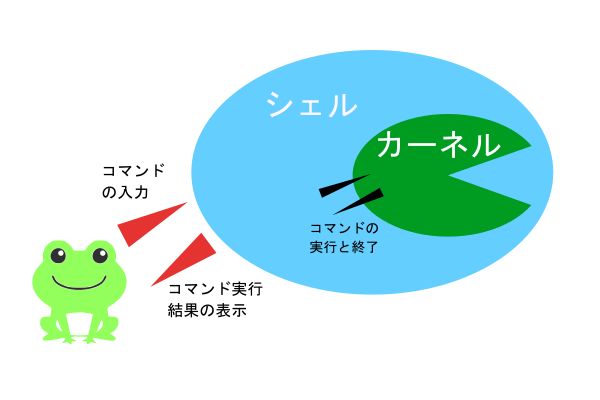 シェル
カーネル
コマンド
の入力
コマンドの
実行と終了
コマンド実行
結果の表示